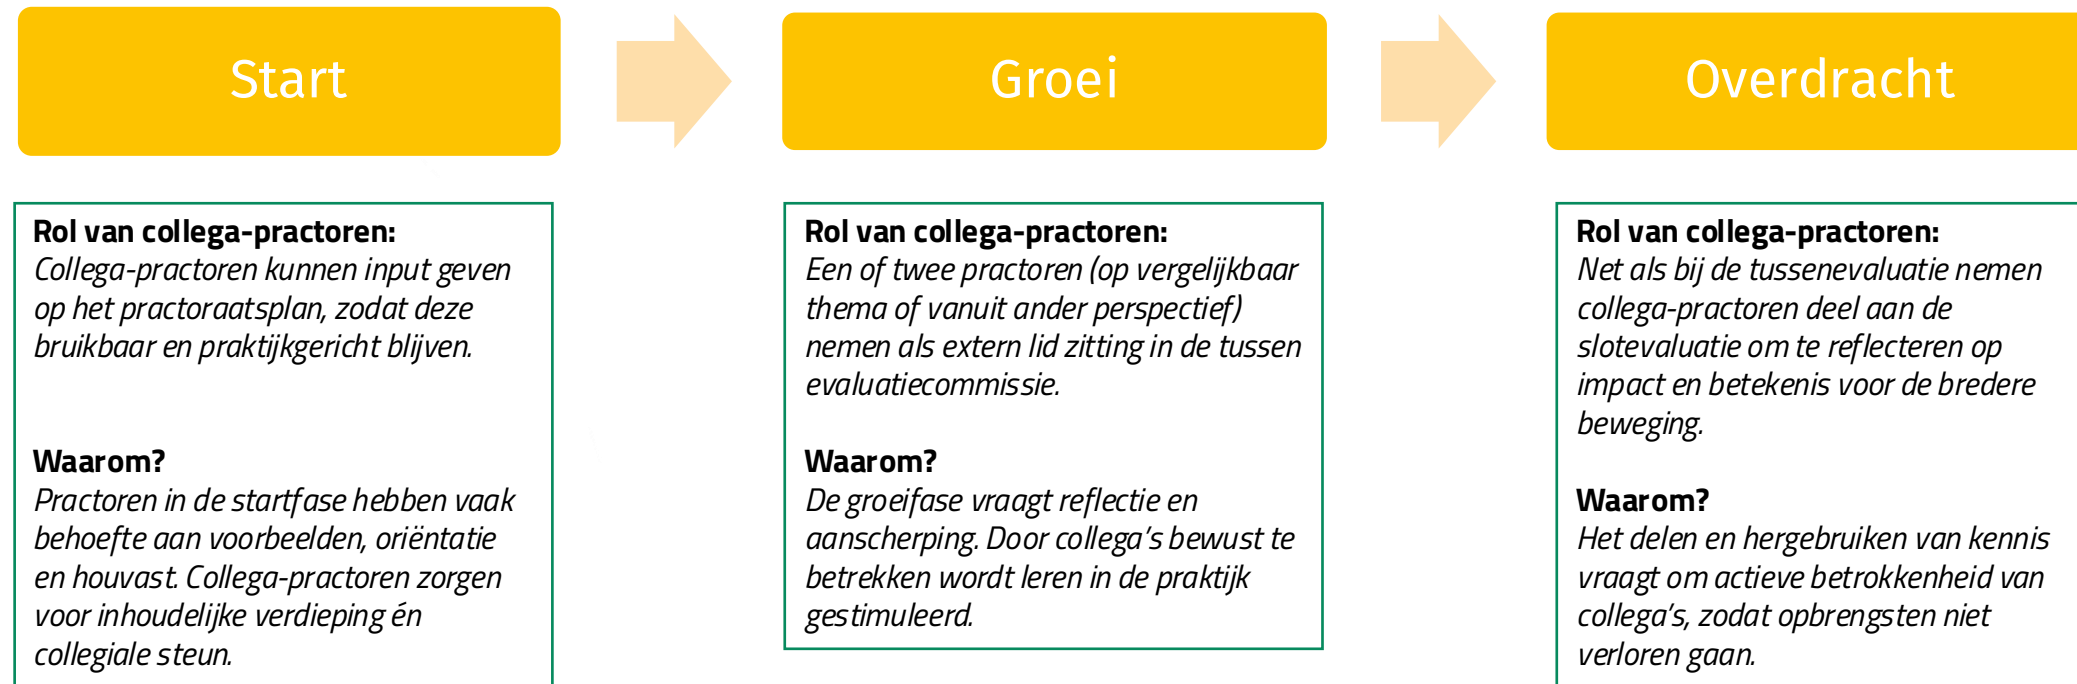 Start
Groei
Overdracht
Rol van collega-practoren:
Collega-practoren kunnen input geven
op het practoraatsplan, zodat deze
bruikbaar en praktijkgericht blijven.
Waarom?
Practoren in de startfase hebben vaak
behoefte aan voorbeelden, oriëntatie
en houvast. Collega-practoren zorgen
voor inhoudelijke verdieping én
collegiale steun.
Rol van collega-practoren:
Een of twee practoren (op vergelijkbaar
thema of vanuit ander perspectief)
nemen als extern lid zitting in de tussen
evaluatiecommissie.
Waarom?
De groeifase vraagt reflectie en
aanscherping. Door collega's bewust te
betrekken wordt leren in de praktijk
gestimuleerd.
Rol van collega-practoren:
Net als bij de tussenevaluatie nemen
collega-practoren deel aan de
slotevaluatie om te reflecteren op
impact en betekenis voor de bredere
beweging.
Waarom?
Het delen en hergebruiken van kennis
vraagt om actieve betrokkenheid van
collega's, zodat opbrengsten niet
verloren gaan.